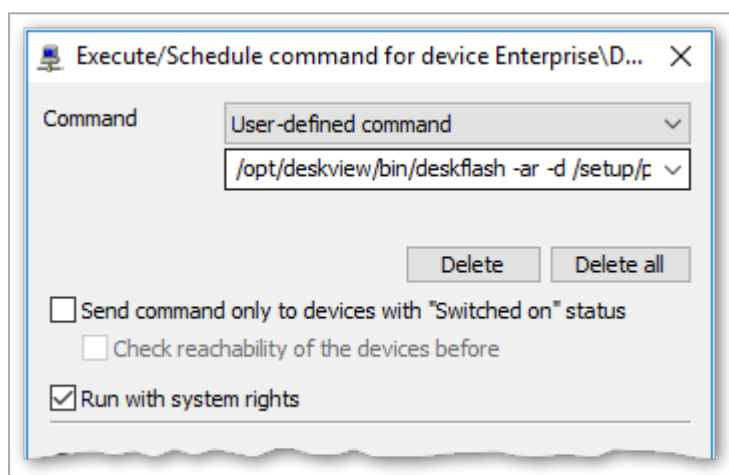 Execute/Schedule command for device Enterprise\D...
Command
User-defined command
/opt/deskview/bin/deskflash -ar -d /setup/p
Delete
Delete all
Send command only to devices with "Switched on" status
Check reachability of the devices before
Run with system rights